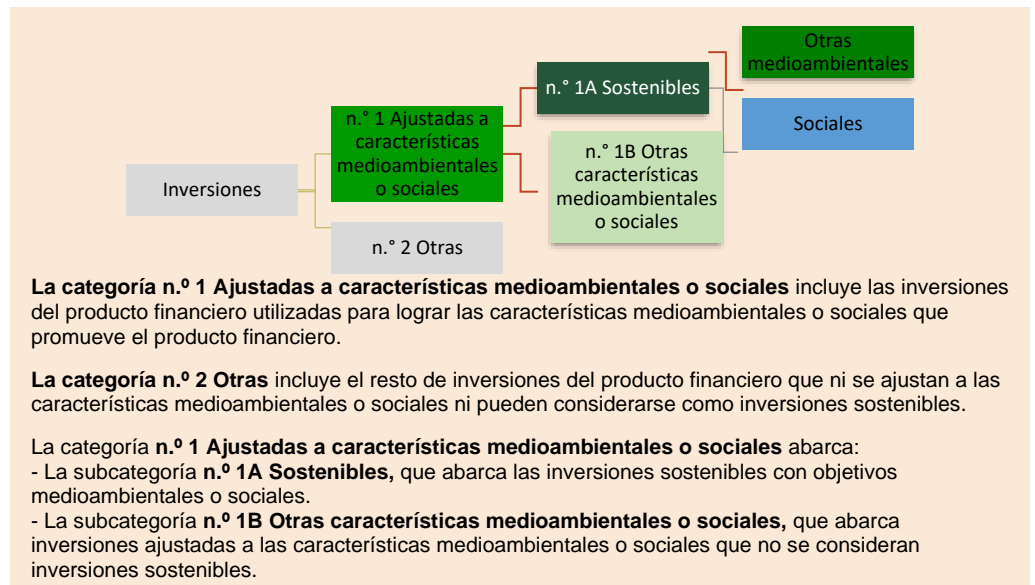 Otras
medioambientales
n.° 1A Sostenibles
n.° 1 Ajustadas a
características
medioambientales
o sociales
Sociales
n.° 1B Otras
características
medioambientales
o sociales
Inversiones
n.° 2 Otras
La categoría n.º 1 Ajustadas a características medioambientales o sociales incluye las inversiones
del producto financiero utilizadas para lograr las características medioambientales o sociales que
promueve el producto financiero.
La categoría n.º 2 Otras incluye el resto de inversiones del producto financiero que ni se ajustan a las
características medioambientales o sociales ni pueden considerarse como inversiones sostenibles.
La categoría n.º 1 Ajustadas a características medioambientales o sociales abarca:
- La subcategoría n.º 1A Sostenibles, que abarca las inversiones sostenibles con objetivos
medioambientales o sociales.
- La subcategoría n.º 1B Otras características medioambientales o sociales, que abarca
inversiones ajustadas a las características medioambientales o sociales que no se consideran
inversiones sostenibles.